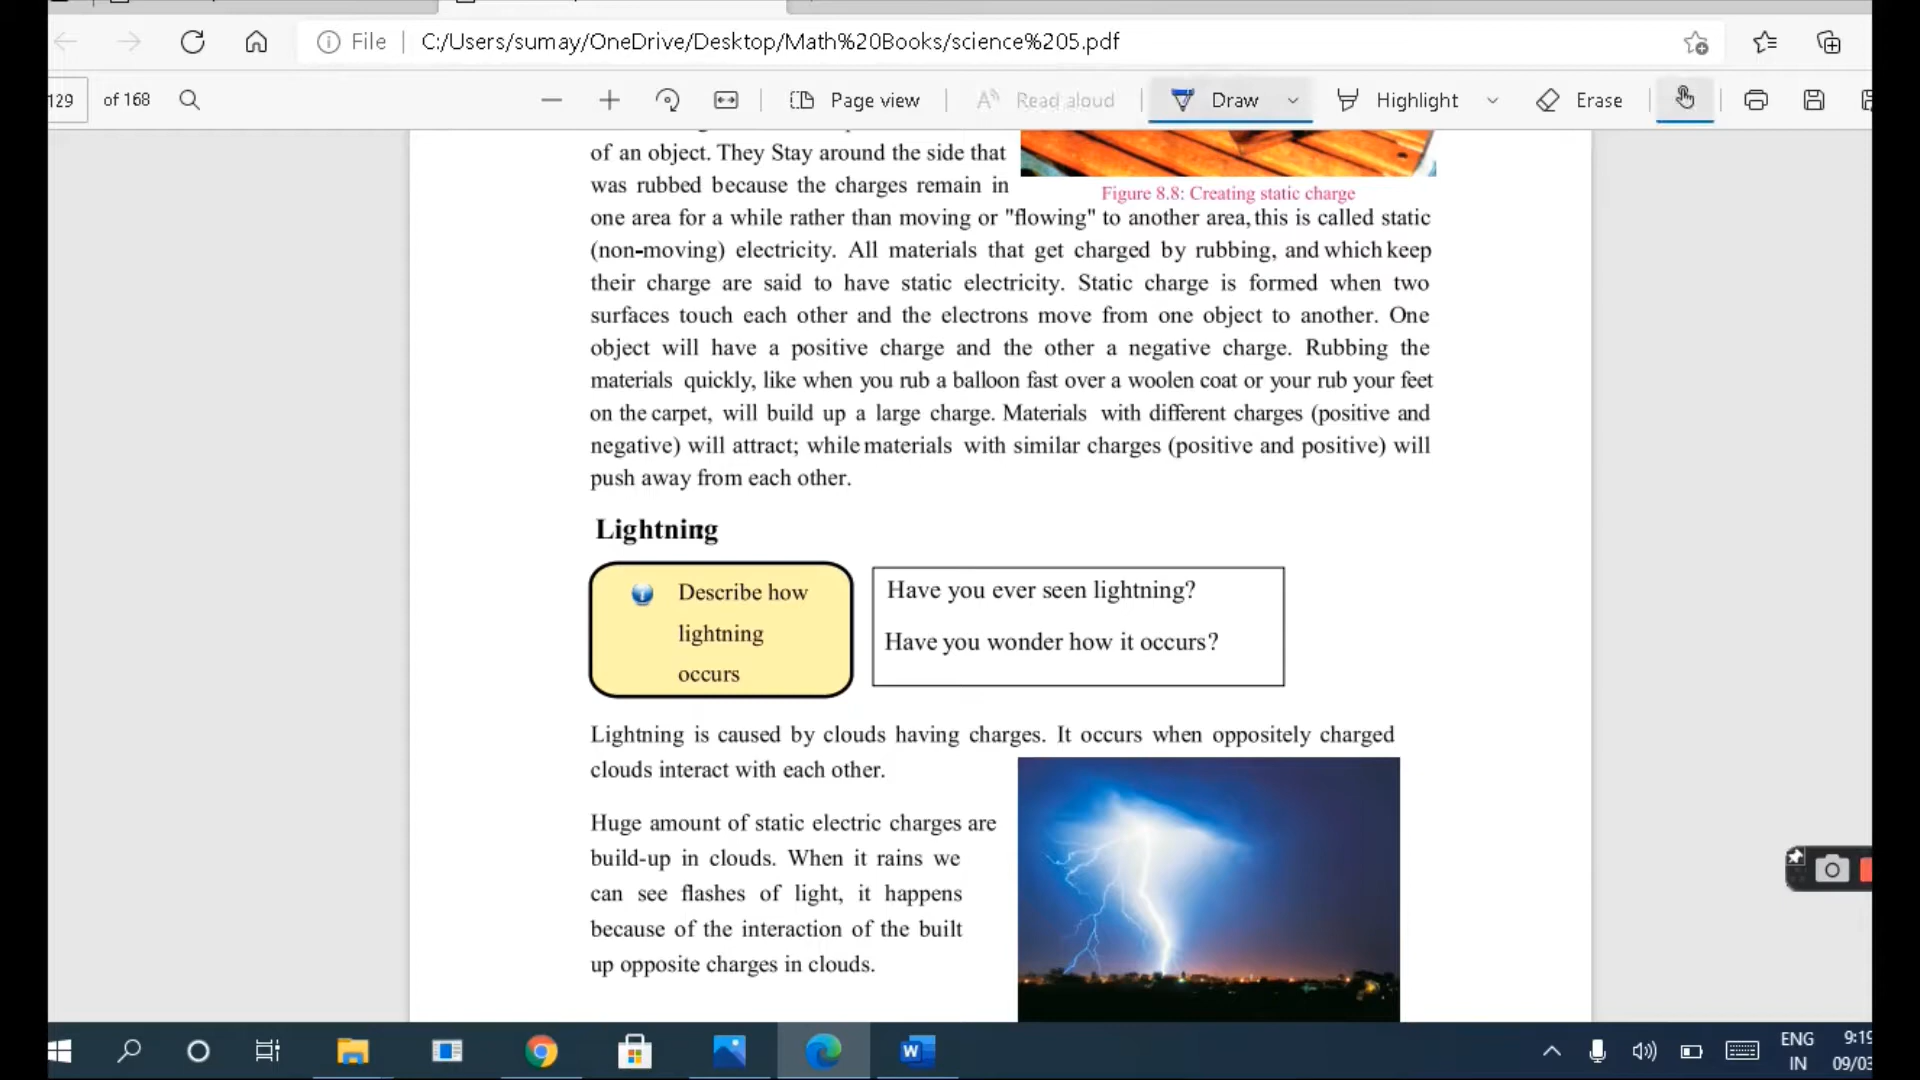 File
C:/Users/sumay/OneDrive/Desktop/Math%20Books/science%205.pdf
129 of 168
Page view
Read aloud
Draw
Highlight
Erase
of an object. They Stay around the side that
was rubbed because the charges remain in
Figure 8.8: Creating static charge
one area for a while rather than moving or "flowing" to another area, this is called static
(non-moving) electricity. All materials that get charged by rubbing, and which keep
their charge are said to have static electricity. Static charge is formed when two
surfaces touch each other and the electrons move from one object to another. One
object will have a positive charge and the other a negative charge. Rubbing the
materials quickly, like when you rub a balloon fast over a woolen coat or your rub your feet
on the carpet, will build up a large charge. Materials with different charges (positive and
negative) will attract; while materials with similar charges (positive and positive) will
push away from each other.
Lightning
Describe how
lightning
occurs
Have you ever seen lightning?
Have you wonder how it occurs?
Lightning is caused by clouds having charges. It occurs when oppositely charged
clouds interact with each other.
Huge amount of static electric charges are
build-up in clouds. When it rains we
can see flashes of light, it happens
because of the interaction of the built
up opposite charges in clouds.
ENG
IN
9:19
09/03